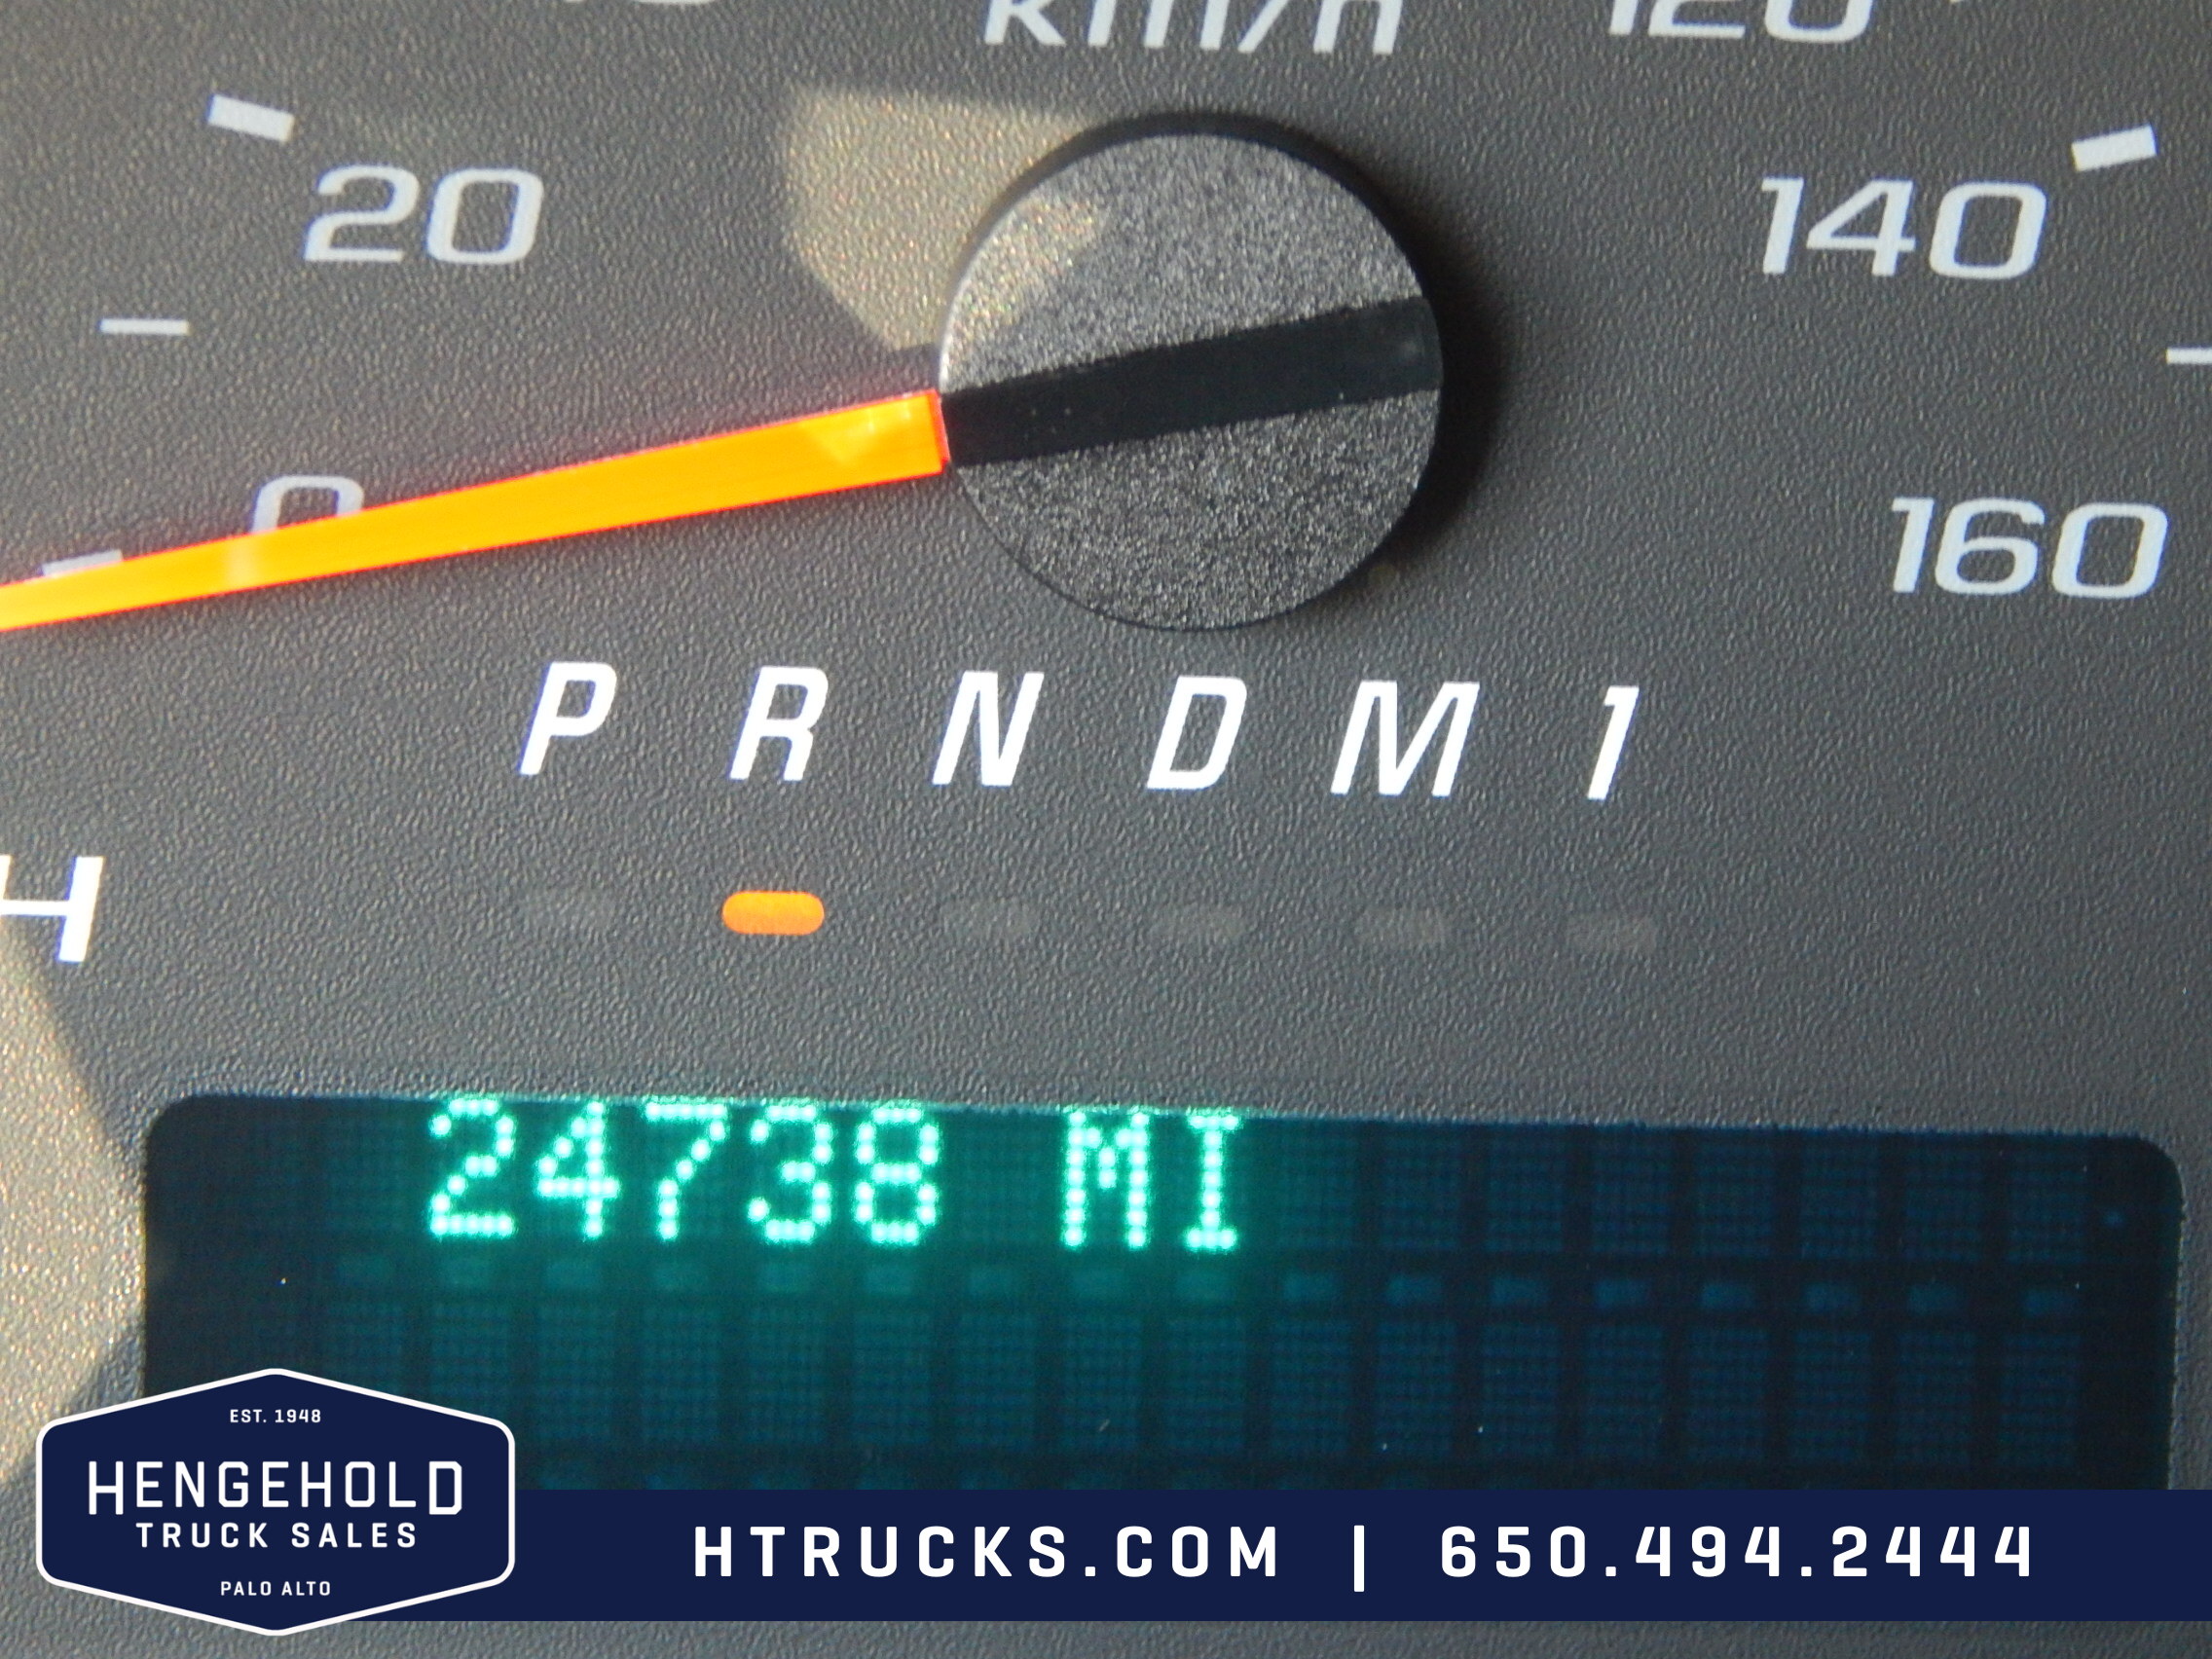 km/h
120
20
140
0
160
P R N D M 1
H
24738 MI
EST. 1948
HENGEHOLD
TRUCK SALES
PALO ALTO
HTRUCKS.COM | 650.494.2444